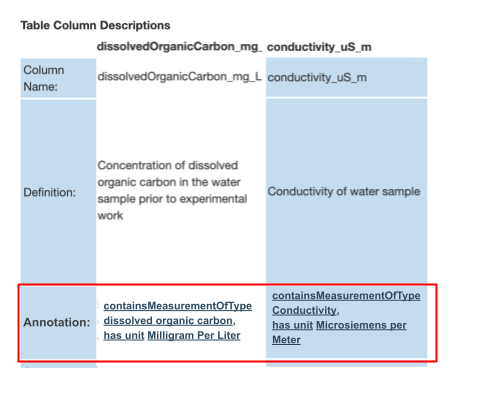 Table Column Descriptions
dissolvedOrganicCarbon_mg_ conductivity_uS_m
Column Name:
dissolvedOrganicCarbon_mg_L
conductivity_uS_m
Definition:
Concentration of dissolved
organic carbon in the water
sample prior to experimental
work
Conductivity of water sample
Annotation:
containsMeasurementOfType
dissolved organic carbon,
has unit Milligram Per Liter
containsMeasurementOfType
Conductivity,
has unit Microsiemens per
Meter